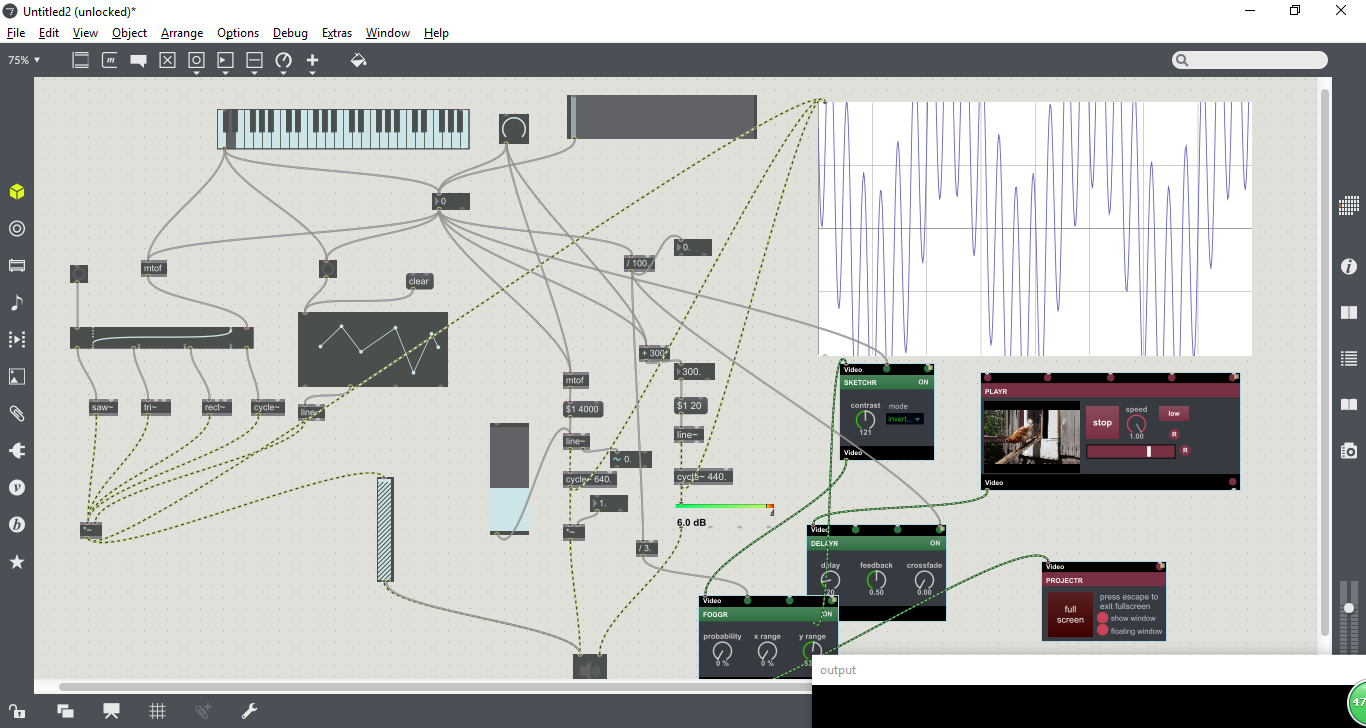 Untitled2 (unlocked)*
File Edit View Object Arrange Options Debug Extras Window Help
75%
m
0
0.
mtof
/ 100.
clear
+ 300
300.
Video
SKETCHR ON
contrast mode
invert...
121
Video
PLAYR
stop
speed
1.00
low
R
R
Video
mtof
$1 4000
$1 20
saw~ tri~ rect~ cycle~ line~
line~
line~
~ 0.
cycle~ 640.
cycle~ 440.
1.
*~
*~
6.0 dB
/ 3.
Video
DELAYR ON
delay feedback crossfade
20 0.50 0.00
Video
FOGGR ON
probability x range y range
0 % 0 %
Video
PROJECTR
full
screen
press escape to
exit fullscreen
show window
floating window
output
47